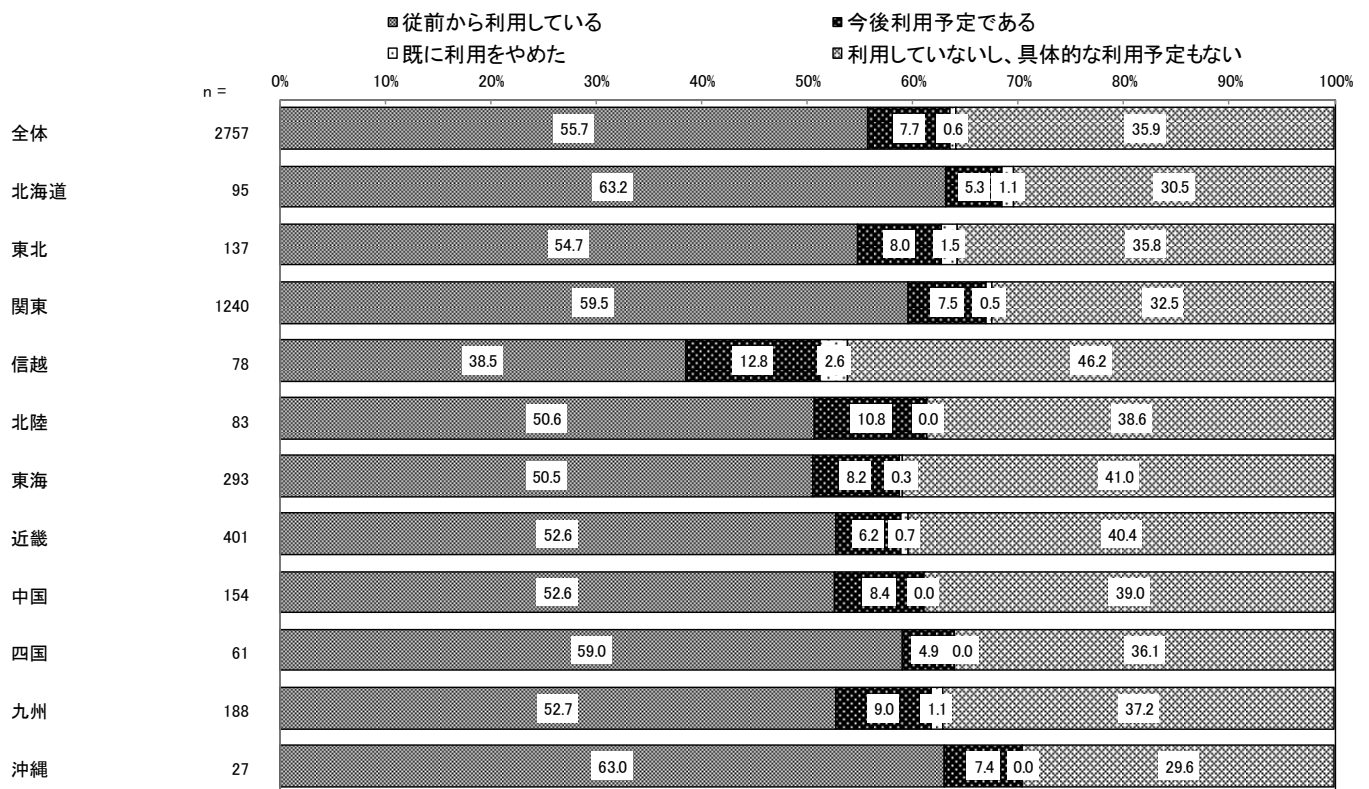 従前から利用している 今後利用予定である
既に利用をやめた 利用していないし、具体的な利用予定もない
0% 10% 20% 30% 40% 50% 60% 70% 80% 90% 100%
n =
全体 2757 55.7 7.7 0.6 35.9
北海道 95 63.2 5.3 1.1 30.5
東北 137 54.7 8.0 1.5 35.8
関東 1240 59.5 7.5 0.5 32.5
信越 78 38.5 12.8 2.6 46.2
北陸 83 50.6 10.8 0.0 38.6
東海 293 50.5 8.2 0.3 41.0
近畿 401 52.6 6.2 0.7 40.4
中国 154 52.6 8.4 0.0 39.0
四国 61 59.0 4.9 0.0 36.1
九州 188 52.7 9.0 1.1 37.2
沖縄 27 63.0 7.4 0.0 29.6